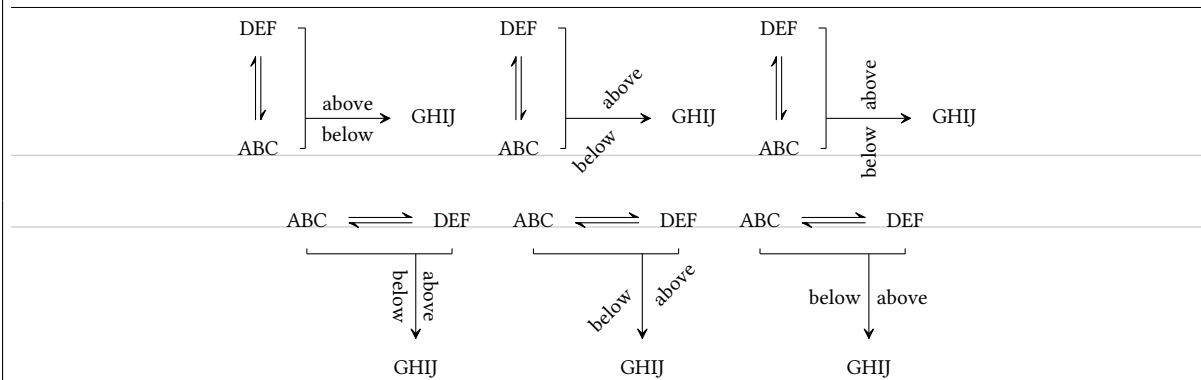 DEF DEF DEF
above above above
GHIJ GHIJ GHIJ
below below below
ABC ABC ABC
ABC DEF ABC DEF ABC DEF
below above below above below above
GHIJ GHIJ GHIJ